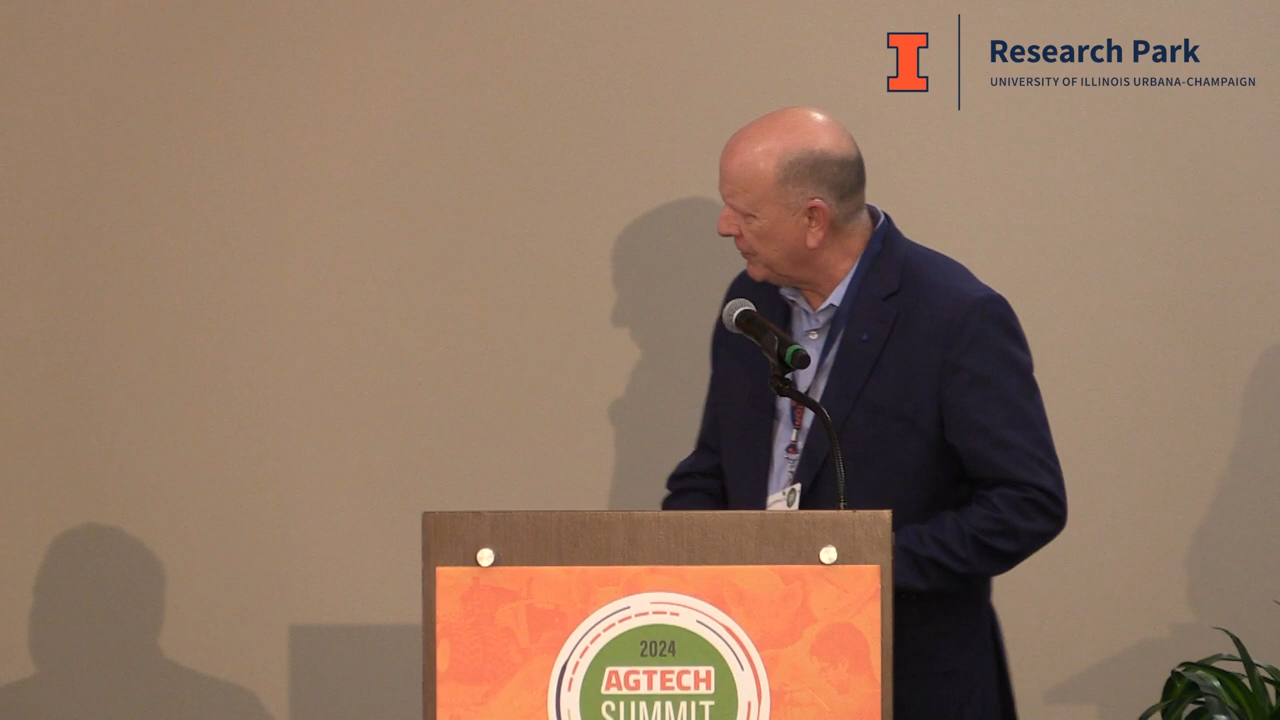 I
Research Park
UNIVERSITY OF ILLINOIS URBANA-CHAMPAIGN
2024
AGTECH
SUMMIT